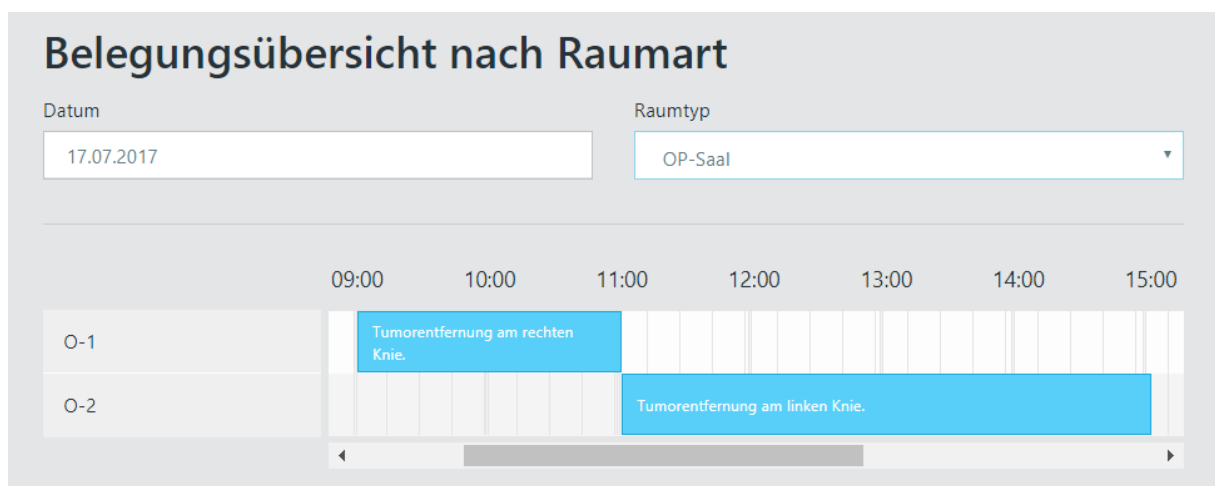 Belegungsübersicht nach Raumart
Datum
Raumtyp
17.07.2017
OP-Saal
09:00 10:00 11:00 12:00 13:00 14:00 15:00
O-1
Tumorentfernung am rechten
Knie.
O-2
Tumorentfernung am linken Knie.